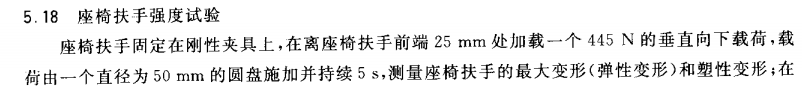 5.18 座椅扶手强度试验
座椅扶手固定在刚性夹具上,在离座椅扶手前端 25 mm 处加载一个 445 N 的垂直向下载荷,载
荷由一个直径为 50 mm 的圆盘施加并持续 5 s,测量座椅扶手的最大变形(弹性变形)和塑性变形;在